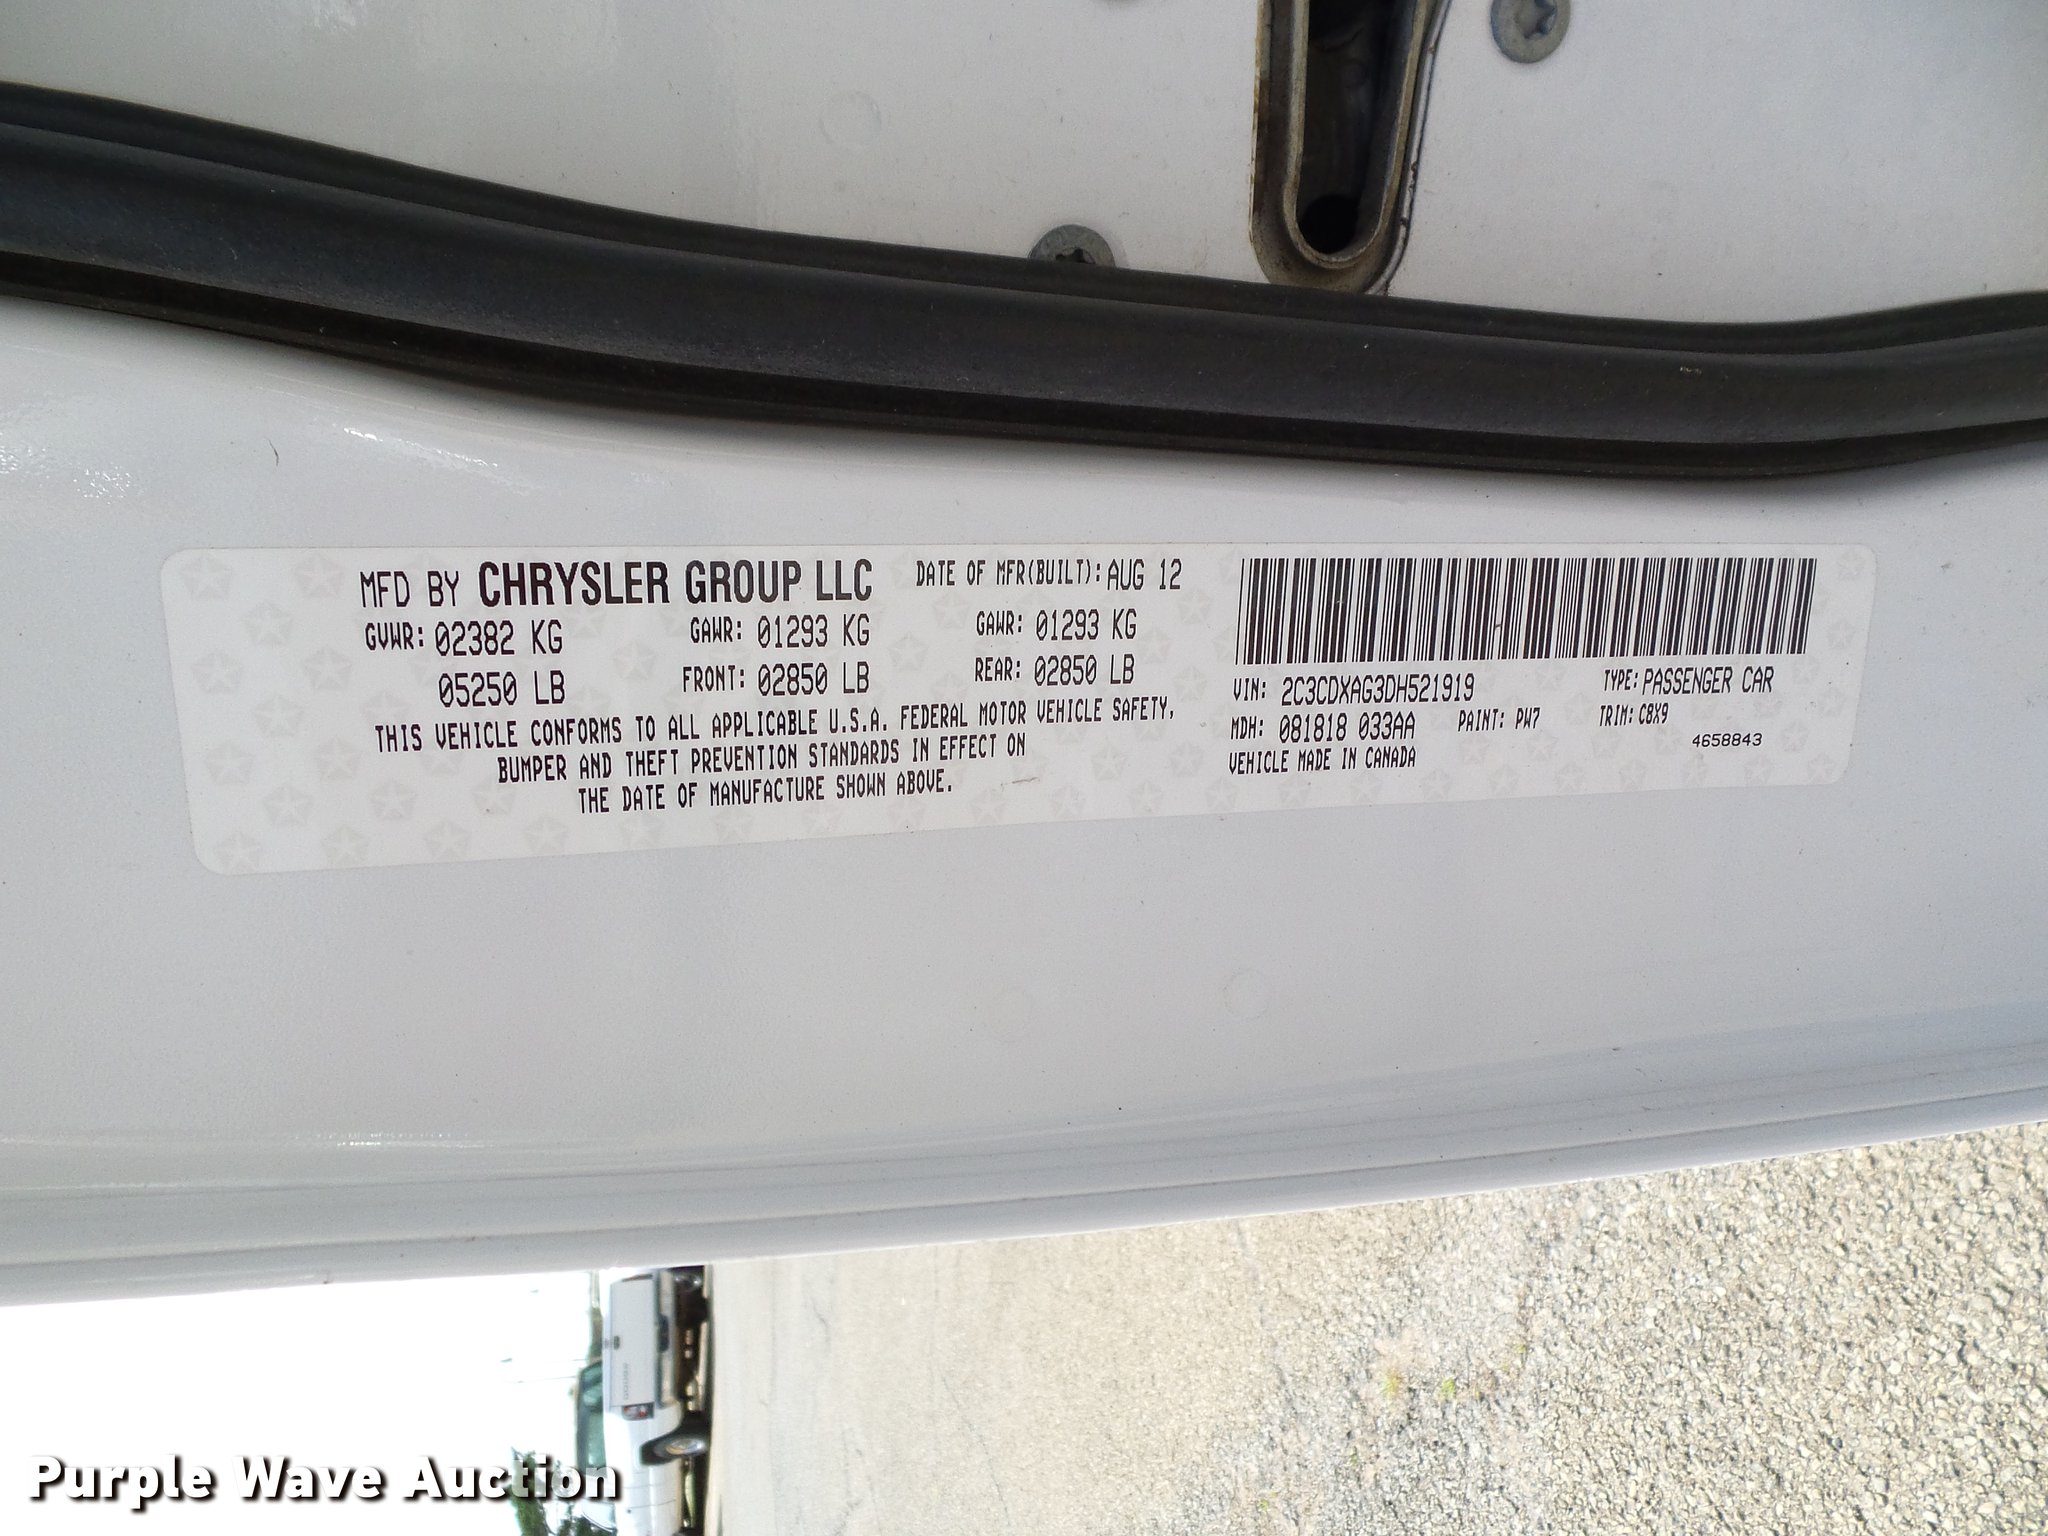 MFD BY CHRYSLER GROUP LLC DATE OF MFR(BUILT): AUG 12
GVWR: 02382 KG GAWR: 01293 KG GAWR: 01293 KG
05250 LB FRONT: 02850 LB REAR: 02850 LB
THIS VEHICLE CONFORMS TO ALL APPLICABLE U.S.A. FEDERAL MOTOR VEHICLE SAFETY,
BUMPER AND THEFT PREVENTION STANDARDS IN EFFECT ON
THE DATE OF MANUFACTURE SHOWN ABOVE.
VIN: 2C3CDXAG3DH521919 TYPE: PASSENGER CAR
MDH: 081818 033AA PAINT: PW7 TRIM: C8X9
VEHICLE MADE IN CANADA 4658843
Purple Wave Auction